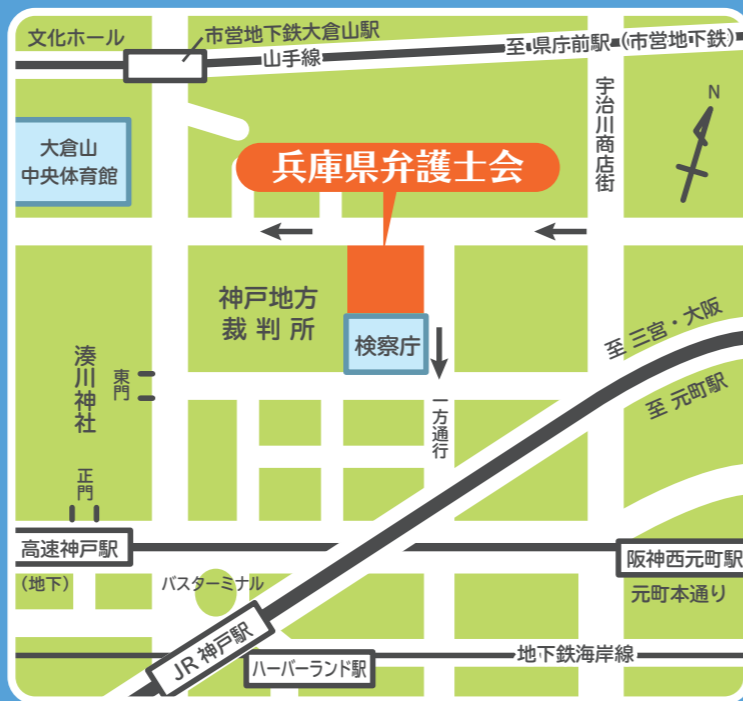 文化ホール
市営地下鉄大倉山駅
山手線
至・県庁前駅(市営地下鉄)
宇治川商店街
N
大倉山
中央体育館
兵庫県弁護士会
神戸地方
裁判所
検察庁
至 三宮・大阪
至 元町駅
湊川神社
東門
一方通行
正門
高速神戸駅
(地下)
バスターミナル
阪神西元町駅
元町本通り
JR 神戸駅
ハーバーランド駅
地下鉄海岸線